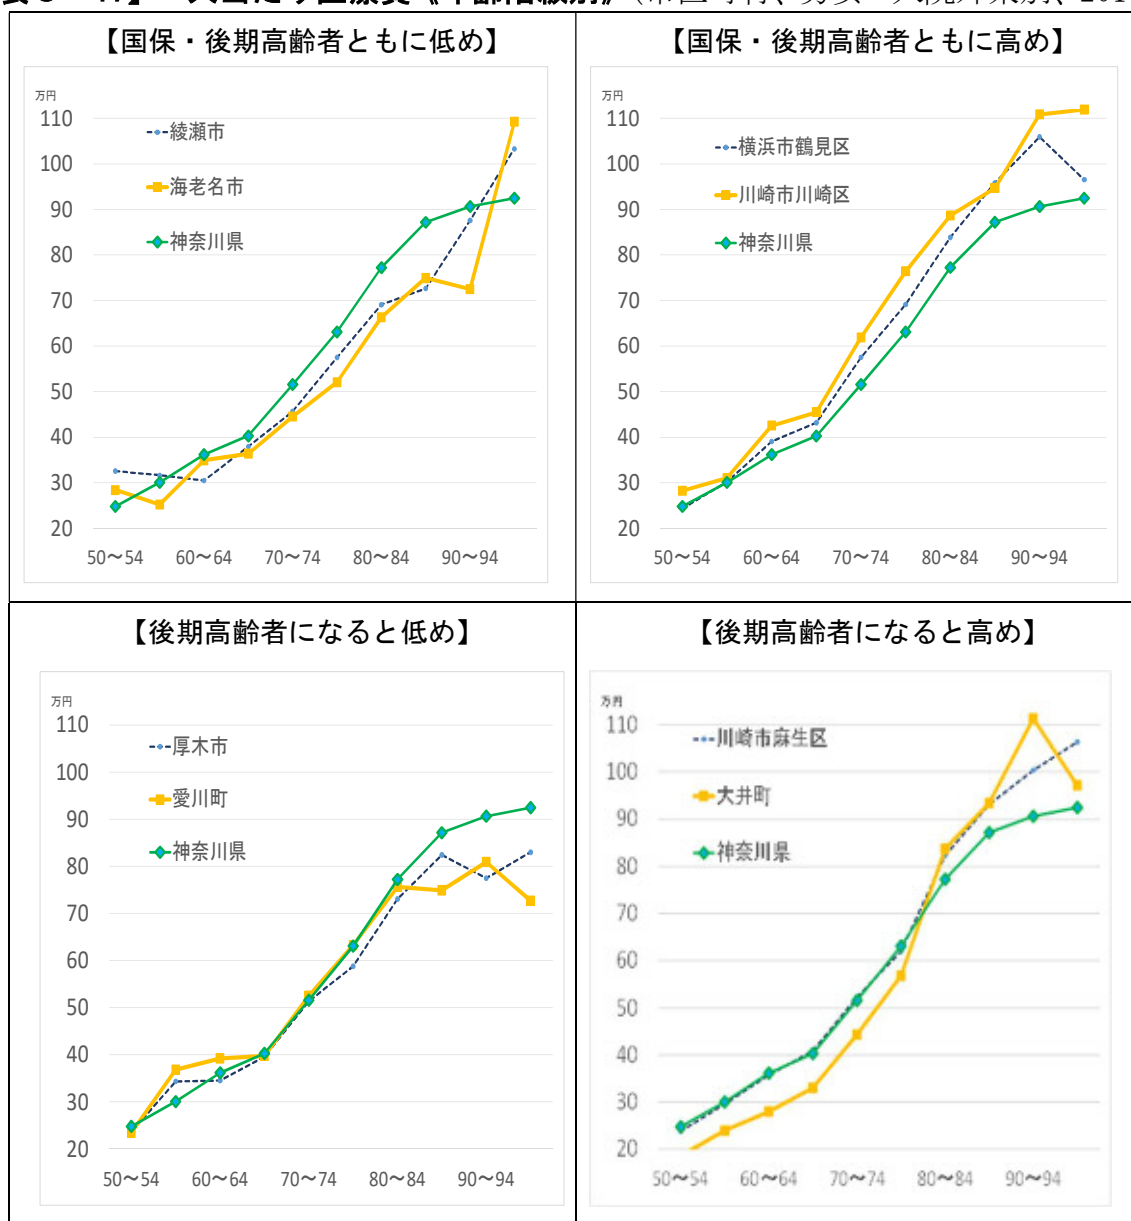 【国保・後期高齢者ともに低め】
万円
110
100
90
80
70
60
50
40
30
20
綾瀬市
海老名市
神奈川県
50～54 60～64 70～74 80～84 90～94
【国保・後期高齢者ともに高め】
万円
110
100
90
80
70
60
50
40
30
20
横浜市鶴見区
川崎市川崎区
神奈川県
50～54 60～64 70～74 80～84 90～94
【後期高齢者になると低め】
万円
110
100
90
80
70
60
50
40
30
20
厚木市
愛川町
神奈川県
50～54 60～64 70～74 80～84 90～94
【後期高齢者になると高め】
万円
110
100
90
80
70
60
50
40
30
20
川崎市麻生区
大井町
神奈川県
50～54 60～64 70～74 80～84 90～94